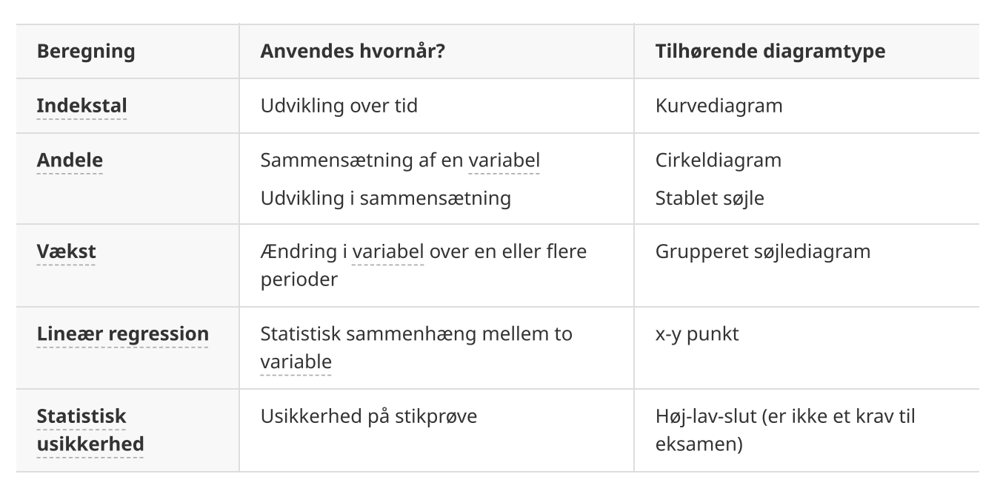 Beregning
Anvendes hvornår?
Tilhørende diagramtype
Indekstal
Udvikling over tid
Kurvediagram
Andele
Sammensætning af en variabel
Udvikling i sammensætning
Cirkeldiagram
Stablet søjle
Vækst
Ændring i variabel over en eller flere
perioder
Grupperet søjlediagram
Lineær regression
Statistisk sammenhæng mellem to
variable
x-y punkt
Statistisk
usikkerhed
Usikkerhed på stikprøve
Høj-lav-slut (er ikke et krav til
eksamen)